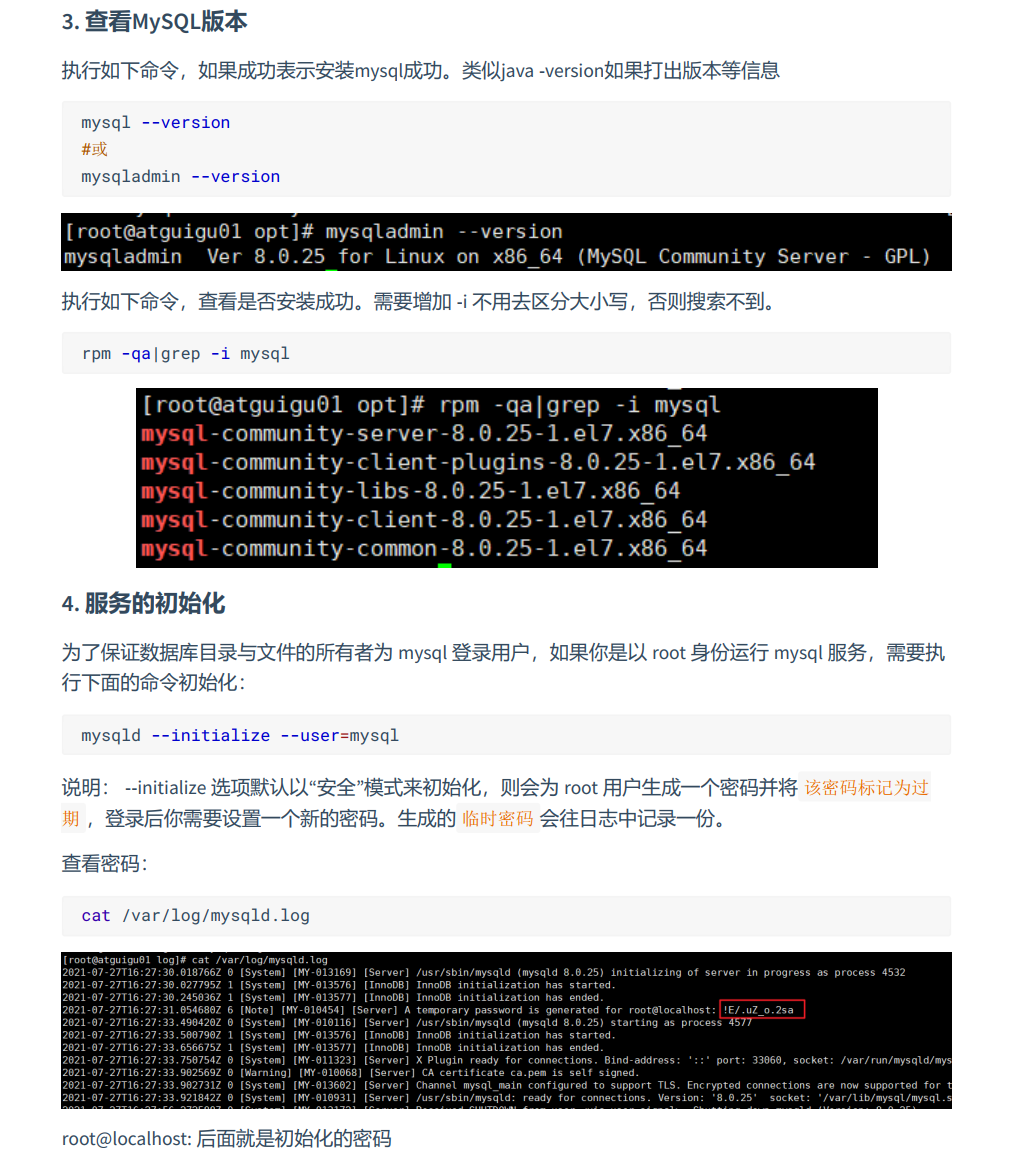 3. 查看MySQL版本
执行如下命令，如果成功表示安装mysql成功。类似java -version如果打出版本等信息
mysql --version
#或
mysqladmin --version
[root@atguigu01 opt]# mysqladmin --version
mysqladmin  Ver 8.0.25 for Linux on x86_64 (MySQL Community Server - GPL)
执行如下命令，查看是否安装成功。需要增加 -i 不用去区分大小写，否则搜索不到。
rpm -qa|grep -i mysql
[root@atguigu01 opt]# rpm -qa|grep -i mysql
mysql-community-server-8.0.25-1.el7.x86_64
mysql-community-client-plugins-8.0.25-1.el7.x86_64
mysql-community-libs-8.0.25-1.el7.x86_64
mysql-community-client-8.0.25-1.el7.x86_64
mysql-community-common-8.0.25-1.el7.x86_64
4. 服务的初始化
为了保证数据库目录与文件的所有者为 mysql 登录用户，如果你是以 root 身份运行 mysql 服务，需要执
行下面的命令初始化：
mysqld --initialize --user=mysql
说明： --initialize 选项默认以“安全”模式来初始化，则会为 root 用户生成一个密码并将 该密码标记为过
期 ，登录后你需要设置一个新的密码。生成的 临时密码 会往日志中记录一份。
查看密码：
cat /var/log/mysqld.log
[root@atguigu01 log]# cat /var/log/mysqld.log
2021-07-27T16:27:30.018766Z 0 [System] [MY-013169] [Server] /usr/sbin/mysqld (mysqld 8.0.25) initializing of server in progress as process 4532
2021-07-27T16:27:30.027795Z 1 [System] [MY-013576] [InnoDB] InnoDB initialization has started.
2021-07-27T16:27:30.245036Z 1 [System] [MY-013577] [InnoDB] InnoDB initialization has ended.
2021-07-27T16:27:31.054680Z 6 [Note] [MY-010454] [Server] A temporary password is generated for root@localhost: !E/.uZ_o.2sa
2021-07-27T16:27:33.490420Z 0 [System] [MY-010116] [Server] /usr/sbin/mysqld (mysqld 8.0.25) starting as process 4577
2021-07-27T16:27:33.500790Z 1 [System] [MY-013576] [InnoDB] InnoDB initialization has started.
2021-07-27T16:27:33.656675Z 1 [System] [MY-013577] [InnoDB] InnoDB initialization has ended.
2021-07-27T16:27:33.750754Z 0 [System] [MY-011323] [Server] X Plugin ready for connections. Bind-address: '::' port: 33060, socket: /var/run/mysqld/mys
2021-07-27T16:27:33.902569Z 0 [Warning] [MY-010068] [Server] CA certificate ca.pem is self signed.
2021-07-27T16:27:33.902731Z 0 [System] [MY-013602] [Server] Channel mysql_main configured to support TLS. Encrypted connections are now supported for t
2021-07-27T16:27:33.921842Z 0 [System] [MY-010931] [Server] /usr/sbin/mysqld: ready for connections. Version: '8.0.25'  socket: '/var/lib/mysql/mysql.s
root@localhost: 后面就是初始化的密码